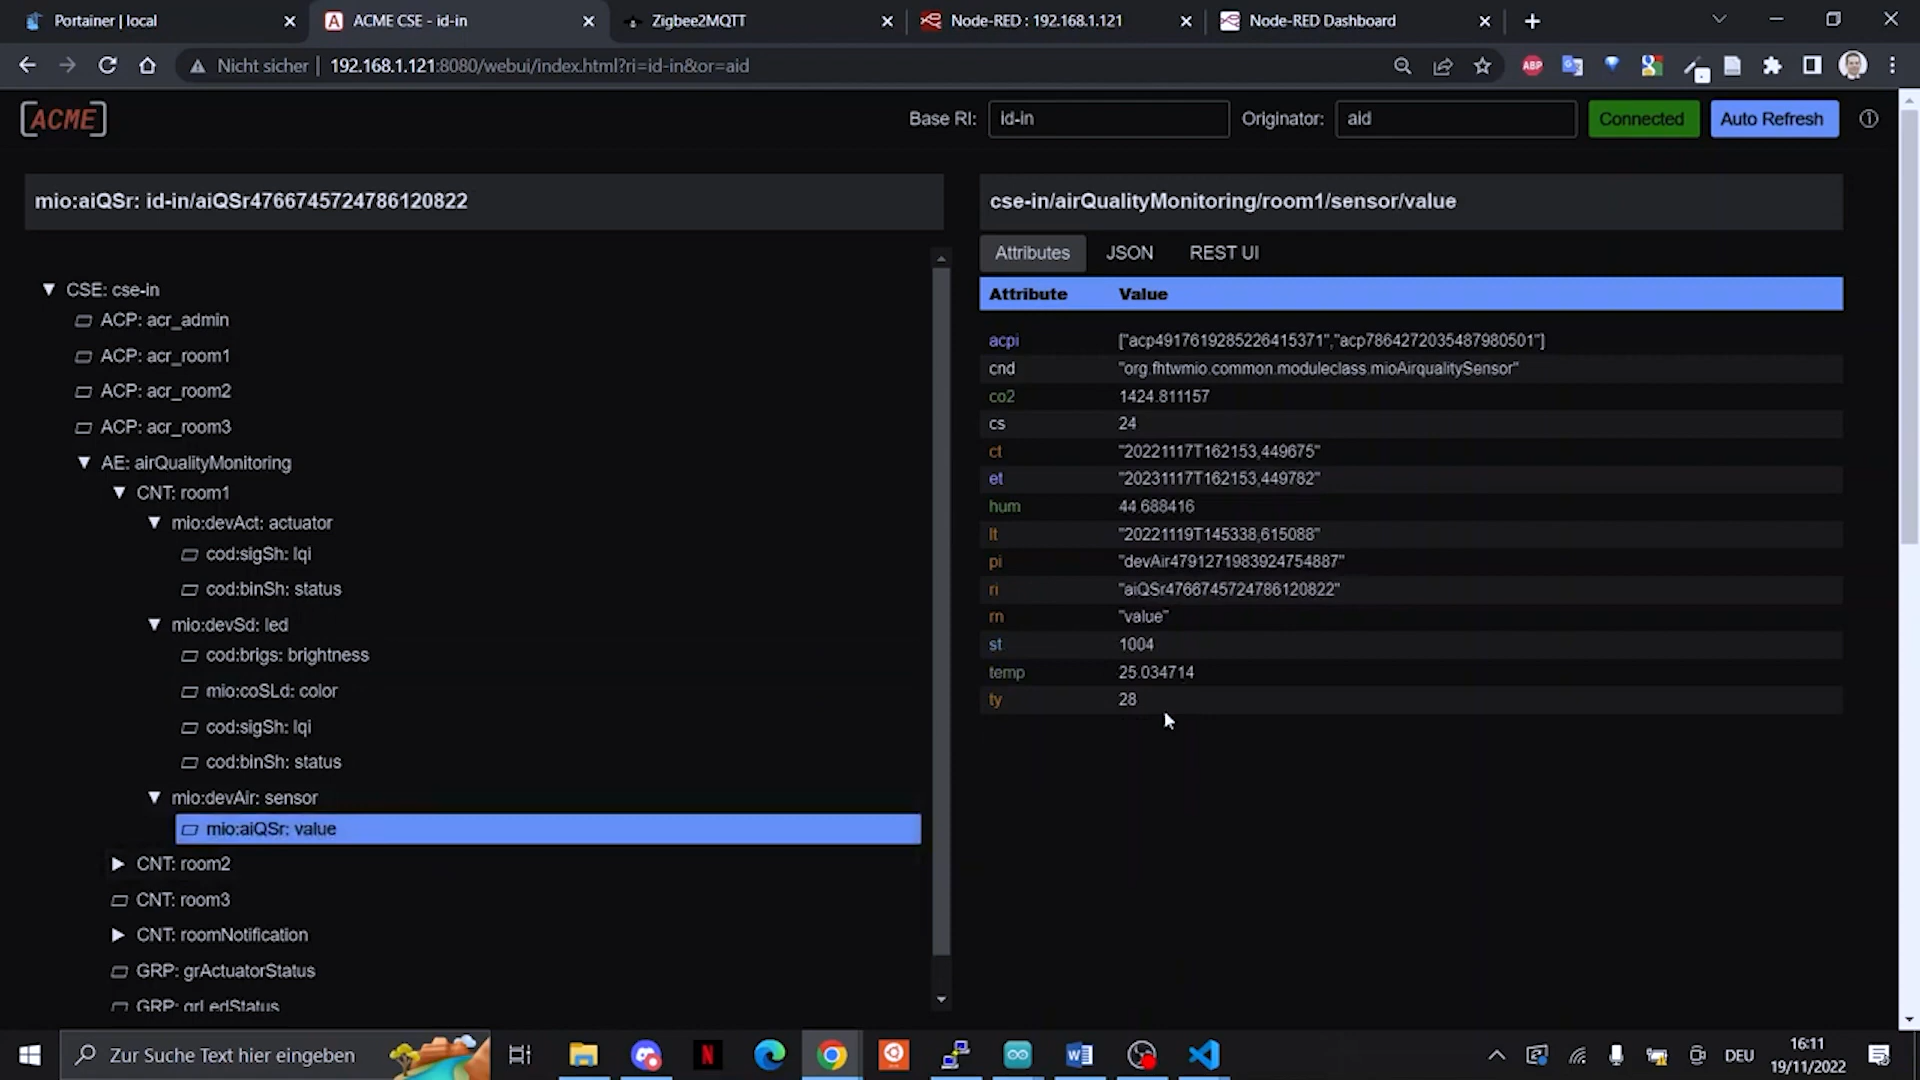 Portainer | local
ACME CSE - id-in
Zigbee2MQTT
Node-RED : 192.168.1.121
Node-RED Dashboard
Nicht sicher
192.168.1.121:8080/webui/index.html?ri=id-in&or=aid
ABP
[ACME]
Base RI:
id-in
Originator:
aid
Connected
Auto Refresh
mio:aiQSr: id-in/aiQSr4766745724786120822
CSE: cse-in
ACP: acr_admin
ACP: acr_room1
ACP: acr_room2
ACP: acr_room3
AE: airQualityMonitoring
CNT: room1
mio:devAct: actuator
cod:sigSh: lqi
cod:binSh: status
mio:devSd: led
cod:brigs: brightness
mio:coSLd: color
cod:sigSh: lqi
cod:binSh: status
mio:devAir: sensor
mio:aiQSr: value
CNT: room2
CNT: room3
CNT: roomNotification
GRP: grActuatorStatus
GRP: grLedStatus
cse-in/airQualityMonitoring/room1/sensor/value
Attributes JSON REST UI
Attribute Value
acpi ["acp4917619285226415371","acp7864272035487980501"]
cnd "org.fhtwmio.common.moduleclass.mioAirqualitySensor"
co2 1424.811157
cs 24
ct "20221117T162153,449675"
et "20231117T162153,449782"
hum 44.688416
lt "20221119T145338,615088"
pi "devAir4791271983924754887"
ri "aiQSr4766745724786120822"
rn "value"
st 1004
temp 25.034714
ty 28
Zur Suche Text hier eingeben
DEU
16:11
19/11/2022